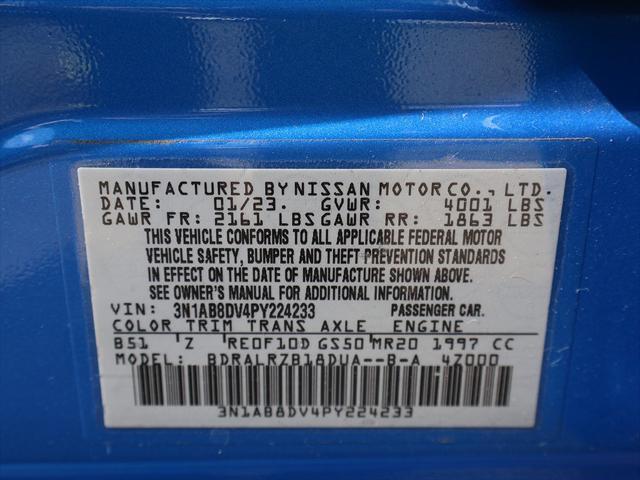 MANUFACTURED BY NISSAN MOTOR CO., LTD.
DATE: 01/23. GVWR: 4001 LBS
GAWR FR: 2161 LBS GAWR RR: 1863 LBS
THIS VEHICLE CONFORMS TO ALL APPLICABLE FEDERAL MOTOR
VEHICLE SAFETY, BUMPER AND THEFT PREVENTION STANDARDS
IN EFFECT ON THE DATE OF MANUFACTURE SHOWN ABOVE.
SEE OWNER'S MANUAL FOR ADDITIONAL INFORMATION.
VIN: 3N1AB8DV4PY224233 PASSENGER CAR.
COLOR TRIM TRANS AXLE ENGINE
B51 Z RE0F10D GS50 MR20 1997 CC
MODEL: BDRALRZB18DUA--B-A 4Z000
3N1AB8DV4PY224233